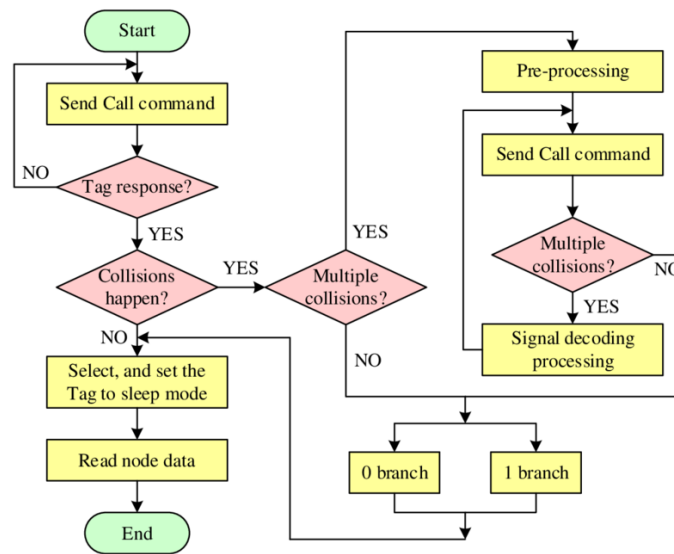 Start
Send Call command
NO
Tag response?
YES
Collisions
happen?
YES
NO
Select, and set the
Tag to sleep mode
Read node data
End
Multiple
collisions?
YES
NO
Pre-processing
Send Call command
Multiple
collisions?
NO
YES
Signal decoding
processing
0 branch
1 branch